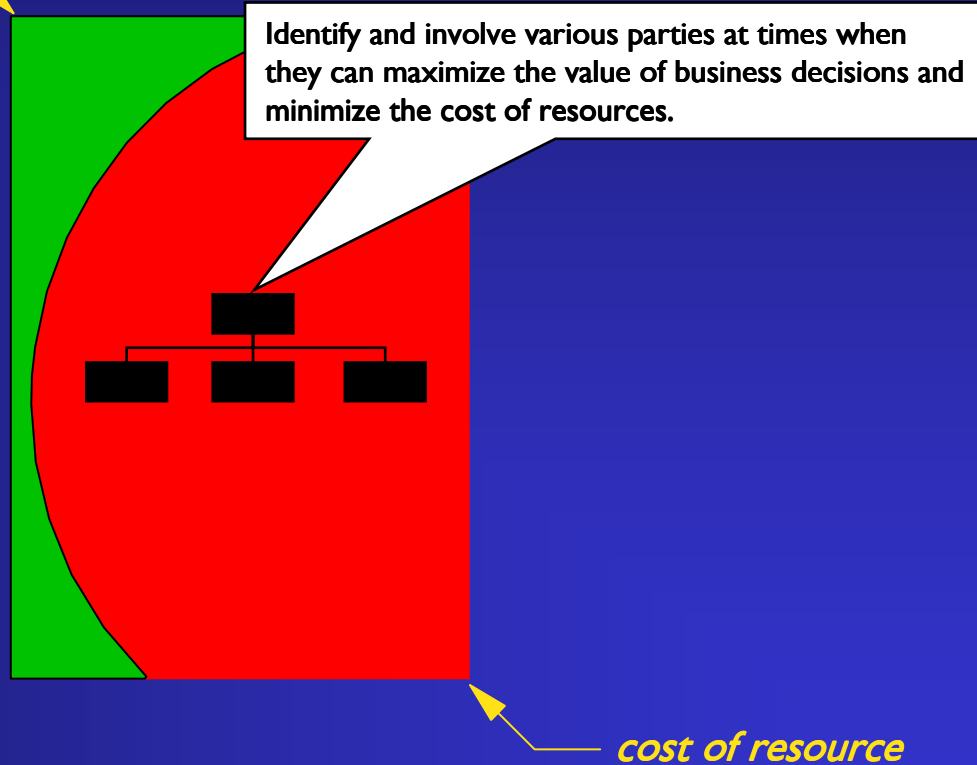 Identify and involve various parties at times when
they can maximize the value of business decisions and
minimize the cost of resources.
cost of resource